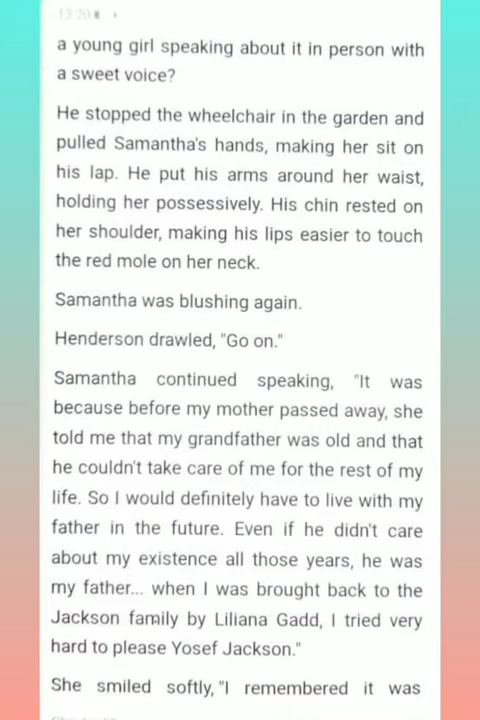 13:20
a young girl speaking about it in person with
a sweet voice?
He stopped the wheelchair in the garden and
pulled Samantha's hands, making her sit on
his lap. He put his arms around her waist,
holding her possessively. His chin rested on
her shoulder, making his lips easier to touch
the red mole on her neck.
Samantha was blushing again.
Henderson drawled, "Go on."
Samantha continued speaking, "It was
because before my mother passed away, she
told me that my grandfather was old and that
he couldn't take care of me for the rest of my
life. So I would definitely have to live with my
father in the future. Even if he didn't care
about my existence all those years, he was
my father... when I was brought back to the
Jackson family by Liliana Gadd, I tried very
hard to please Yosef Jackson."
She smiled softly, "I remembered it was